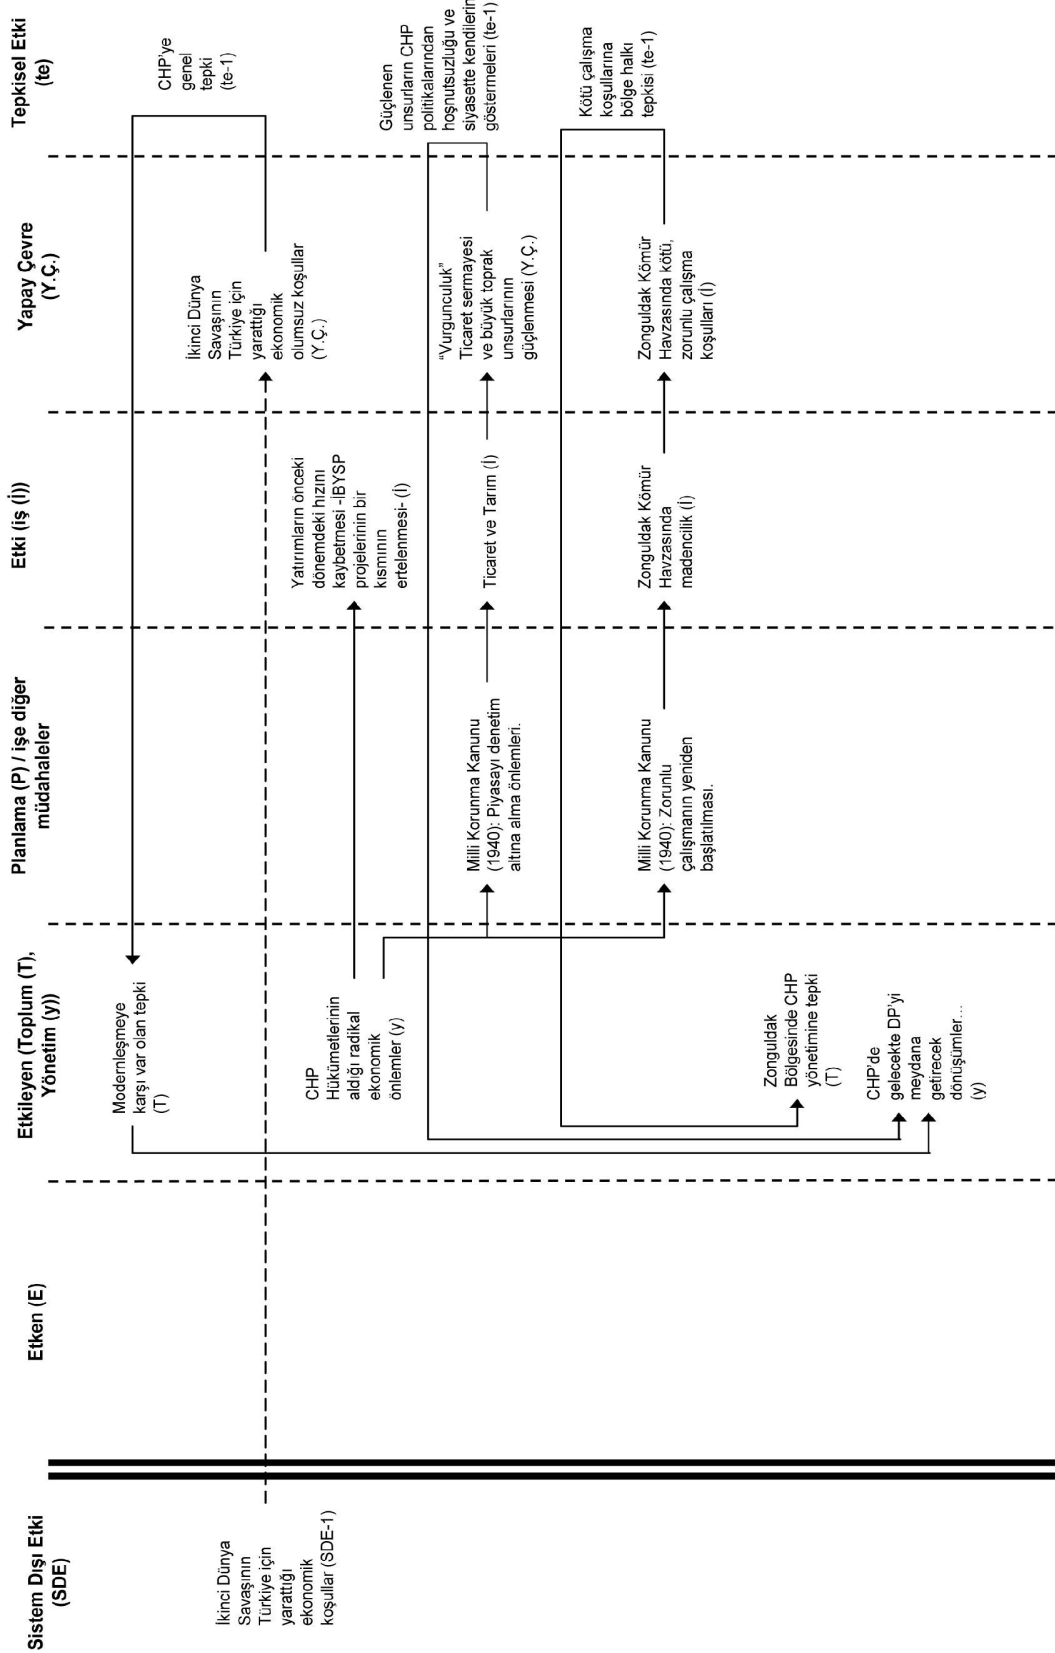 Sistem Dışı Etki
(SDE)
Etken (E)
Etkileyen (Toplum (T),
Yönetim (y))
Planlama (P) / işe diğer
müdahaleler
Etki (iş (İ))
Yapay Çevre
(Y.Ç.)
Tepkisel Etki
(te)
Modernleşmeye
karşı var olan tepki
(T)
CHP'ye
genel
tepki
(te-1)
İkinci Dünya
Savaşının
Türkiye için
yarattığı
ekonomik
koşullar (SDE-1)
İkinci Dünya
Savaşının
Türkiye için
yarattığı
ekonomik
olumsuz koşullar
(Y.Ç.)
CHP
Hükümetlerinin
aldığı radikal
ekonomik
önlemler (y)
Yatırımların önceki
dönemdeki hızını
kaybetmesi -İBYSP
projelerinin bir
kısmının
ertelenmesi- (İ)
Milli Korunma Kanunu
(1940): Piyasayı denetim
altına alma önlemleri.
Ticaret ve Tarım (İ)
“Vurgunculuk”
Ticaret sermayesi
ve büyük toprak
unsurlarının
güçlenmesi (Y.Ç.)
Güçlenen
unsurların CHP
politikalarından
hoşnutsuzluğu ve
siyasette kendilerin
göstermeleri (te-1)
Milli Korunma Kanunu
(1940): Zorunlu
çalışmanın yeniden
başlatılması.
Zonguldak Kömür
Havzasında
madencilik (İ)
Zonguldak Kömür
Havzasında kötü,
zorunlu çalışma
koşulları (İ)
Kötü çalışma
koşullarına
bölge halkı
tepkisi (te-1)
Zonguldak
Bölgesinde CHP
yönetimine tepki
(T)
CHP'de
gelecekte DP'yi
meydana
getirecek
dönüşümler…
(y)